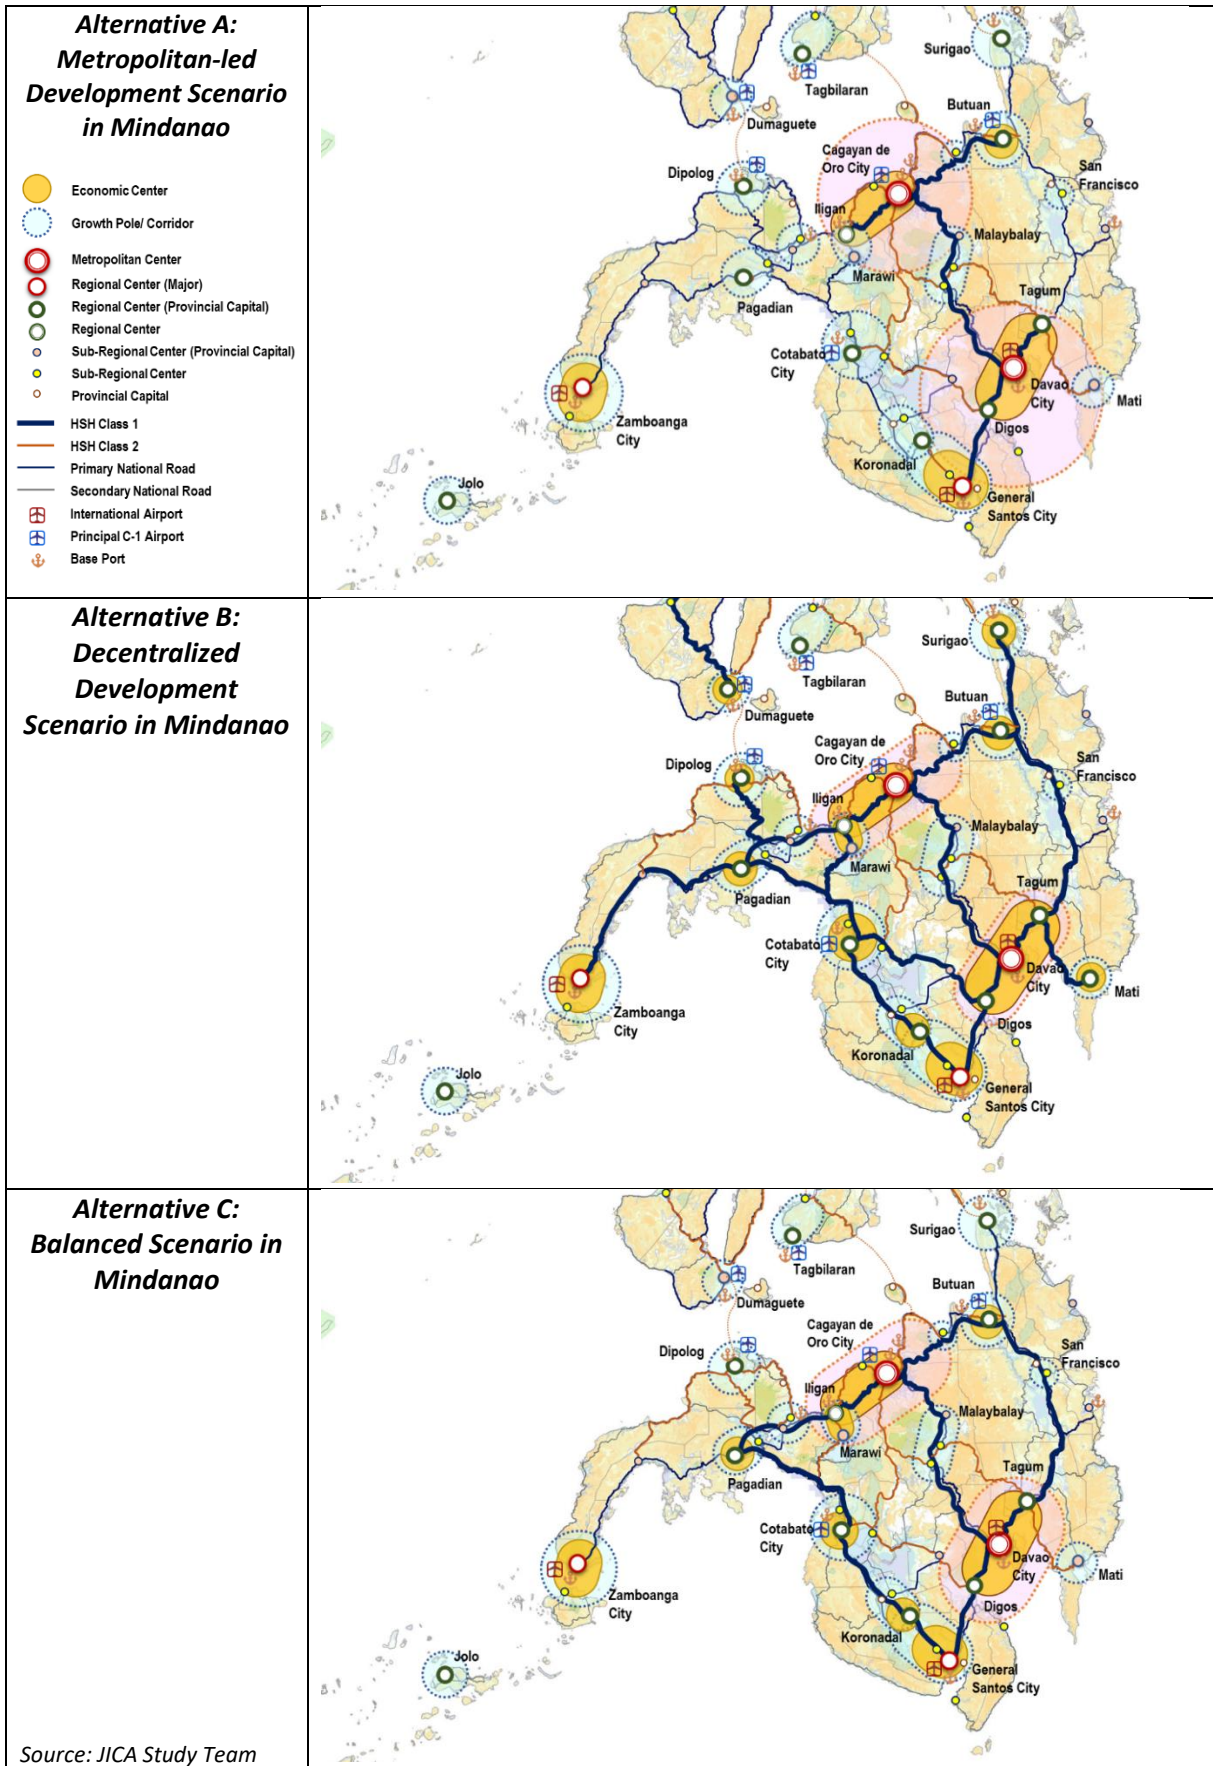 Alternative A:
Metropolitan-led
Development Scenario
in Mindanao
Economic Center
Growth Pole/ Corridor
Metropolitan Center
Regional Center (Major)
Regional Center (Provincial Capital)
Regional Center
Sub-Regional Center (Provincial Capital)
Sub-Regional Center
Provincial Capital
HSH Class 1
HSH Class 2
Primary National Road
Secondary National Road
International Airport
Principal C-1 Airport
Base Port
Surigao
Tagbilaran
Butuan
Dumaguete
Cagayan de
Oro City
San
Francisco
Dipolog
Iligan
Malaybalay
Marawi
Tagum
Pagadian
Cotabato
City
Davao
City
Mati
Zamboanga
City
Digos
Koronadal
Jolo
General
Santos City
Alternative B:
Decentralized
Development
Scenario in Mindanao
Surigao
Tagbilaran
Butuan
Dumaguete
Cagayan de
Oro City
San
Francisco
Dipolog
Iligan
Malaybalay
Marawi
Tagum
Pagadian
Cotabato
City
Davao
City
Mati
Zamboanga
City
Digos
Koronadal
Jolo
General
Santos City
Alternative C:
Balanced Scenario in
Mindanao
Surigao
Tagbilaran
Butuan
Dumaguete
Cagayan de
Oro City
San
Francisco
Dipolog
Iligan
Malaybalay
Marawi
Tagum
Pagadian
Cotabato
City
Davao
City
Mati
Zamboanga
City
Digos
Koronadal
Jolo
General
Santos City
Source: JICA Study Team